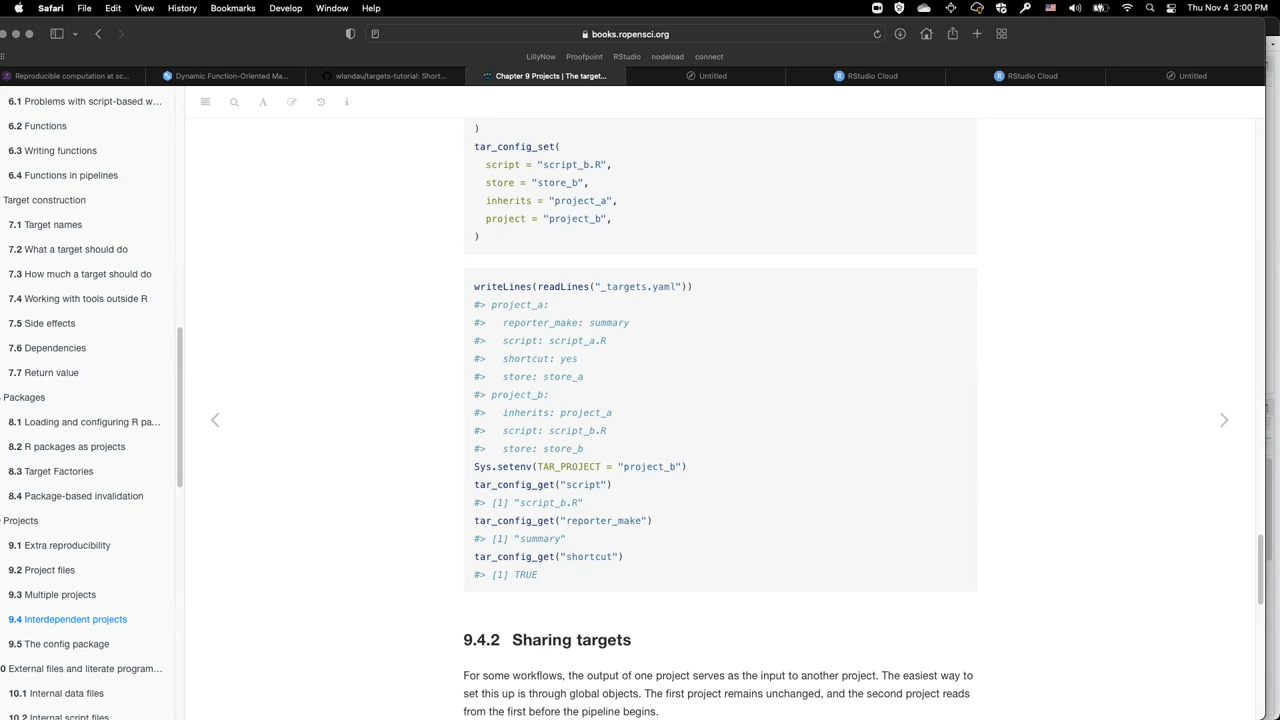 Safari File Edit View History Bookmarks Develop Window Help
Thu Nov 4 2:00 PM
books.ropensci.org
LillyNow Proofpoint RStudio nodeload connect
Reproducible computation at sc...
Dynamic Function-Oriented Ma...
wlandau/targets-tutorial: Short...
Chapter 9 Projects | The target...
Untitled
RStudio Cloud
RStudio Cloud
Untitled
6.1 Problems with script-based w...
6.2 Functions
6.3 Writing functions
6.4 Functions in pipelines
Target construction
7.1 Target names
7.2 What a target should do
7.3 How much a target should do
7.4 Working with tools outside R
7.5 Side effects
7.6 Dependencies
7.7 Return value
Packages
8.1 Loading and configuring R pa...
8.2 R packages as projects
8.3 Target Factories
8.4 Package-based invalidation
Projects
9.1 Extra reproducibility
9.2 Project files
9.3 Multiple projects
9.4 Interdependent projects
9.5 The config package
0 External files and literate program...
10.1 Internal data files
10.2 Internal script files
)
tar_config_set(
script = "script_b.R",
store = "store_b",
inherits = "project_a",
project = "project_b",
)
writeLines(readLines("_targets.yaml"))
#> project_a:
#>   reporter_make: summary
#>   script: script_a.R
#>   shortcut: yes
#>   store: store_a
#> project_b:
#>   inherits: project_a
#>   script: script_b.R
#>   store: store_b
Sys.setenv(TAR_PROJECT = "project_b")
tar_config_get("script")
#> [1] "script_b.R"
tar_config_get("reporter_make")
#> [1] "summary"
tar_config_get("shortcut")
#> [1] TRUE
9.4.2 Sharing targets
For some workflows, the output of one project serves as the input to another project. The easiest way to
set this up is through global objects. The first project remains unchanged, and the second project reads
from the first before the pipeline begins.